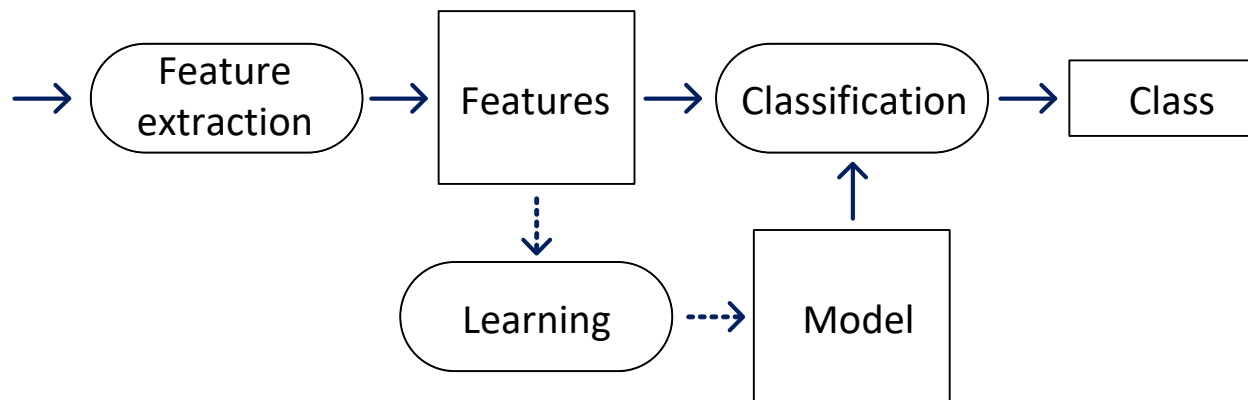 Feature
extraction
Features
Classification
Class
Learning
Model